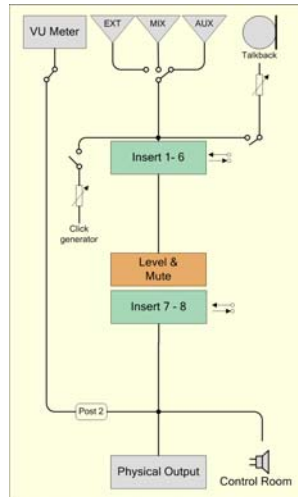 VU Meter
EXT
MIX
AUX
Talkback
Insert 1- 6
Click
generator
Level &
Mute
Insert 7 - 8
Post 2
Physical Output
Control Room